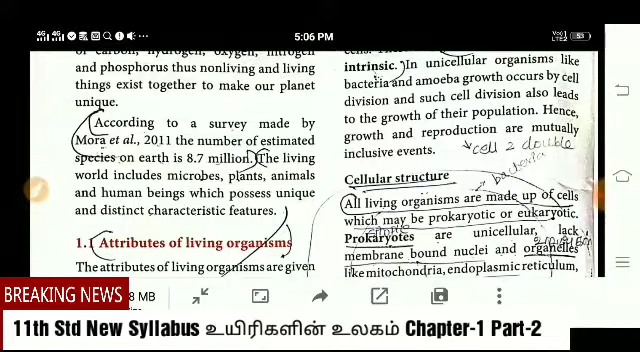 5:06 PM
of carbon, hydrogen, oxygen, nitrogen
and phosphorus thus nonliving and living
things exist together to make our planet
unique.
According to a survey made by
Mora et al., 2011 the number of estimated
species on earth is 8.7 million. The living
world includes microbes, plants, animals
and human beings which possess unique
and distinct characteristic features.
1.1 Attributes of living organisms
The attributes of living organisms are given
intrinsic. In unicellular organisms like
bacteria and amoeba growth occurs by cell
division and such cell division also leads
to the growth of their population. Hence,
growth and reproduction are mutually
inclusive events.
cell 2 double
bacteria
Cellular structure
All living organisms are made up of cells
which may be prokaryotic or eukaryotic.
Prokaryotes are unicellular, lack
membrane bound nuclei and organelles
like mitochondria, endoplasmic reticulum,
8 MB
BREAKING NEWS
11th Std New Syllabus உயிரிகளின் உலகம் Chapter-1 Part-2